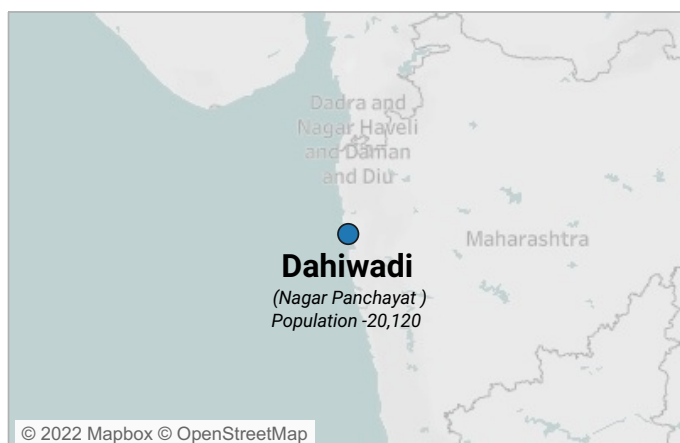 Dadra and
Nagar Haveli
and Daman
and Diu
Maharashtra
Dahiwadi
(Nagar Panchayat )
Population -20,120
© 2022 Mapbox © OpenStreetMap